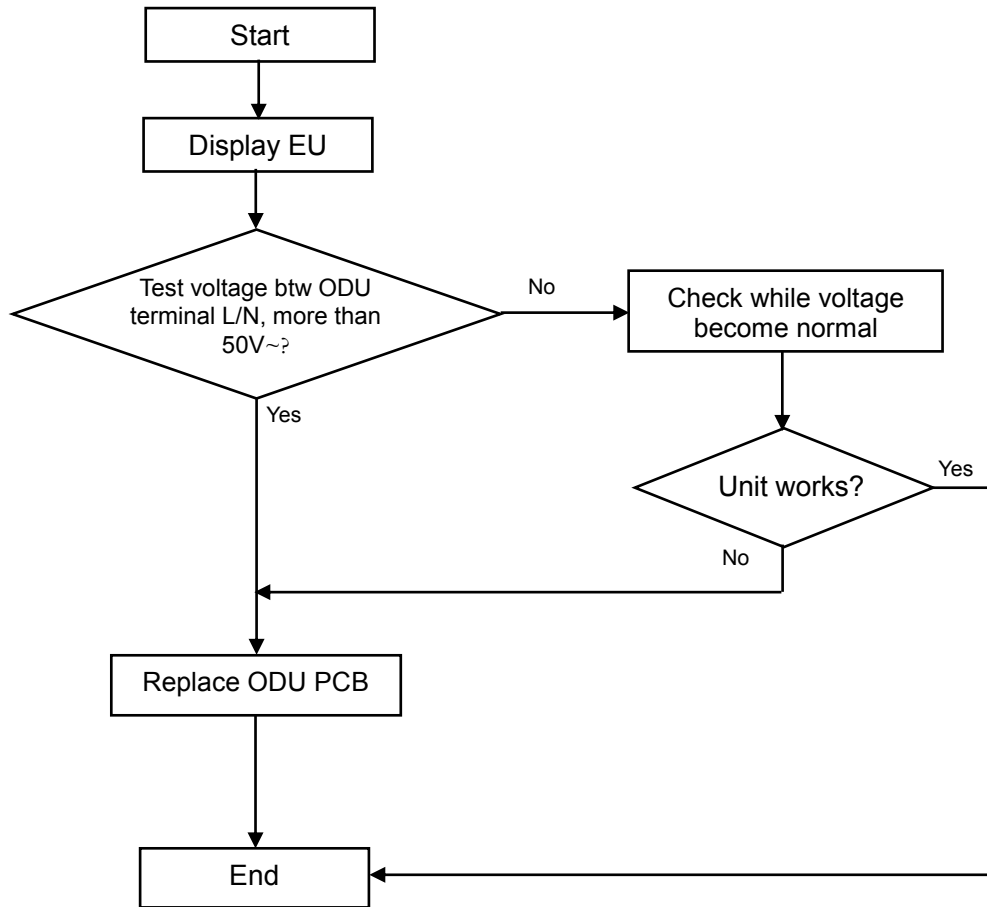 Start
Display EU
Test voltage btw ODU
terminal L/N, more than
50V~?
No
Check while voltage
become normal
Yes
Unit works?
Yes
No
Replace ODU PCB
End